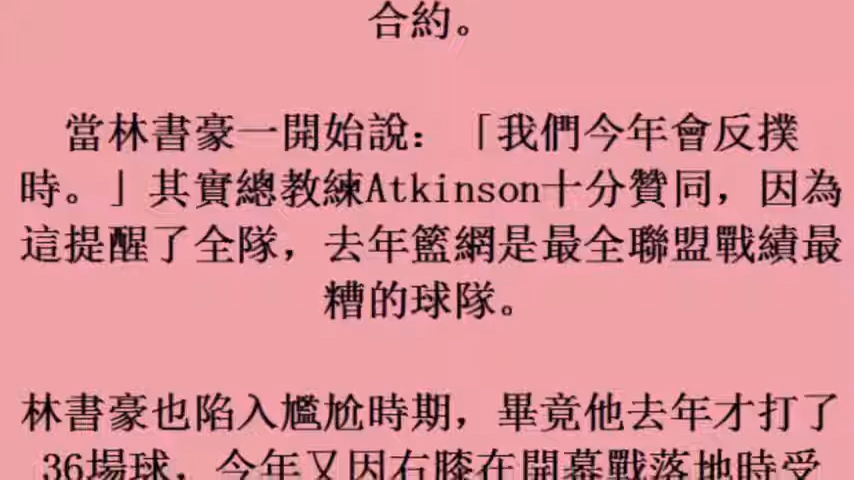 合約。
當林書豪一開始說：「我們今年會反撲
時。」其實總教練Atkinson十分贊同，因為
這提醒了全隊，去年籃網是最全聯盟戰績最
糟的球隊。
林書豪也陷入尷尬時期，畢竟他去年才打了
36場球，今年又因右膝在開幕戰落地時受